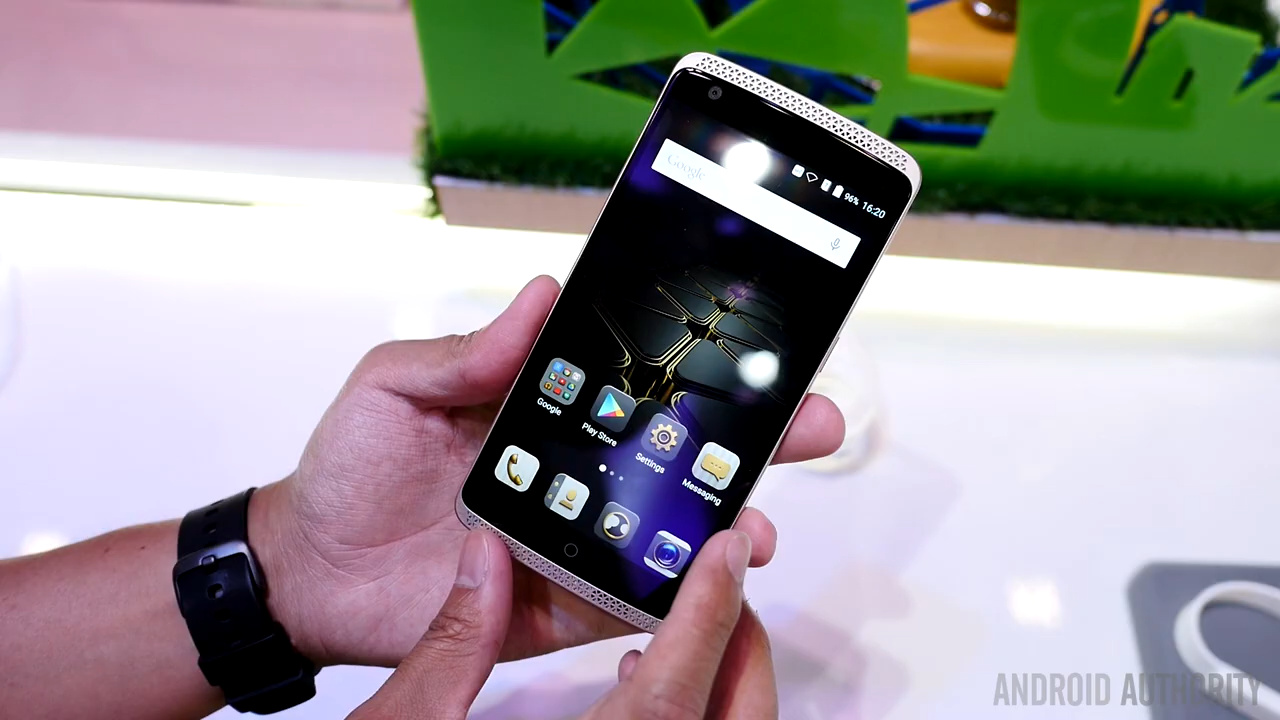 Google
96% 16:20
Google
Play Store
Settings
Messaging
ANDROID AUTHORITY